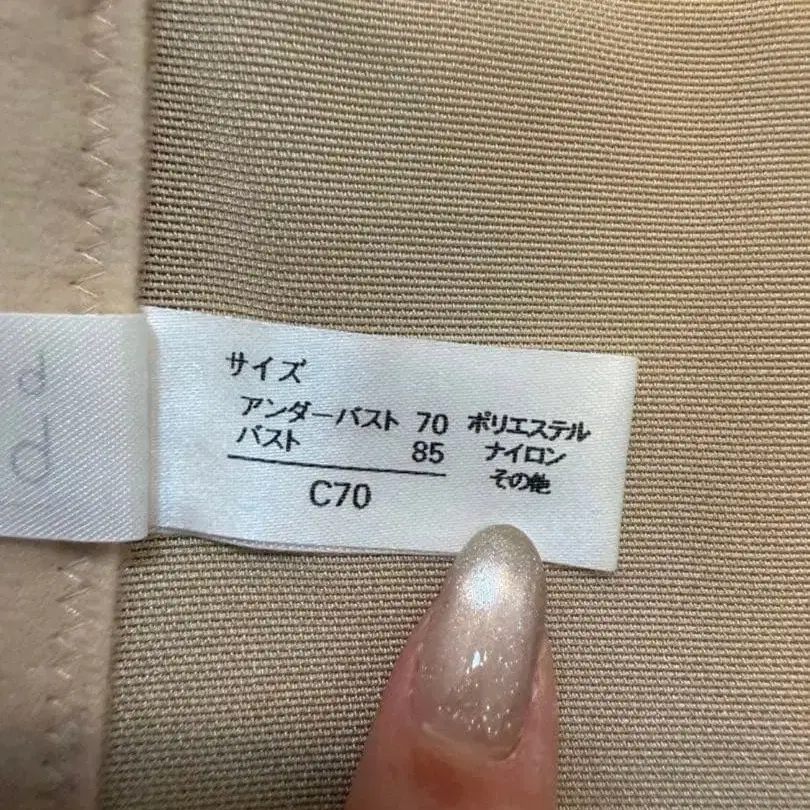 サイズ
アンダーバスト 70
バスト 85
C70
ポリエステル
ナイロン
その他